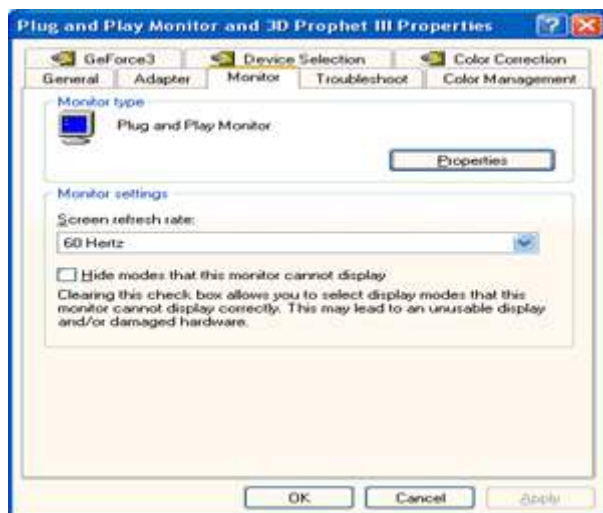 Plug and Play Monitor and 3D Prophet III Properties
GeForce3 Device Selection Color Correction
General Adapter Monitor Troubleshoot Color Management
Monitor type
Plug and Play Monitor
Properties
Monitor settings
Screen refresh rate:
60 Hertz
Hide modes that this monitor cannot display
Clearing this check box allows you to select display modes that this
monitor cannot display correctly. This may lead to an unusable display
and/or damaged hardware.
OK Cancel Apply